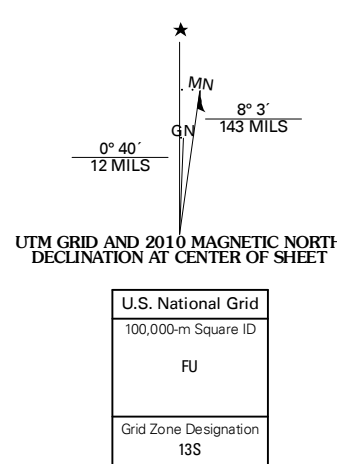 ★
MN
GN
8° 3´
143 MILS
0° 40´
12 MILS
UTM GRID AND 2010 MAGNETIC NORTH
DECLINATION AT CENTER OF SHEET
U.S. National Grid
100,000-m Square ID
FU
Grid Zone Designation
13S